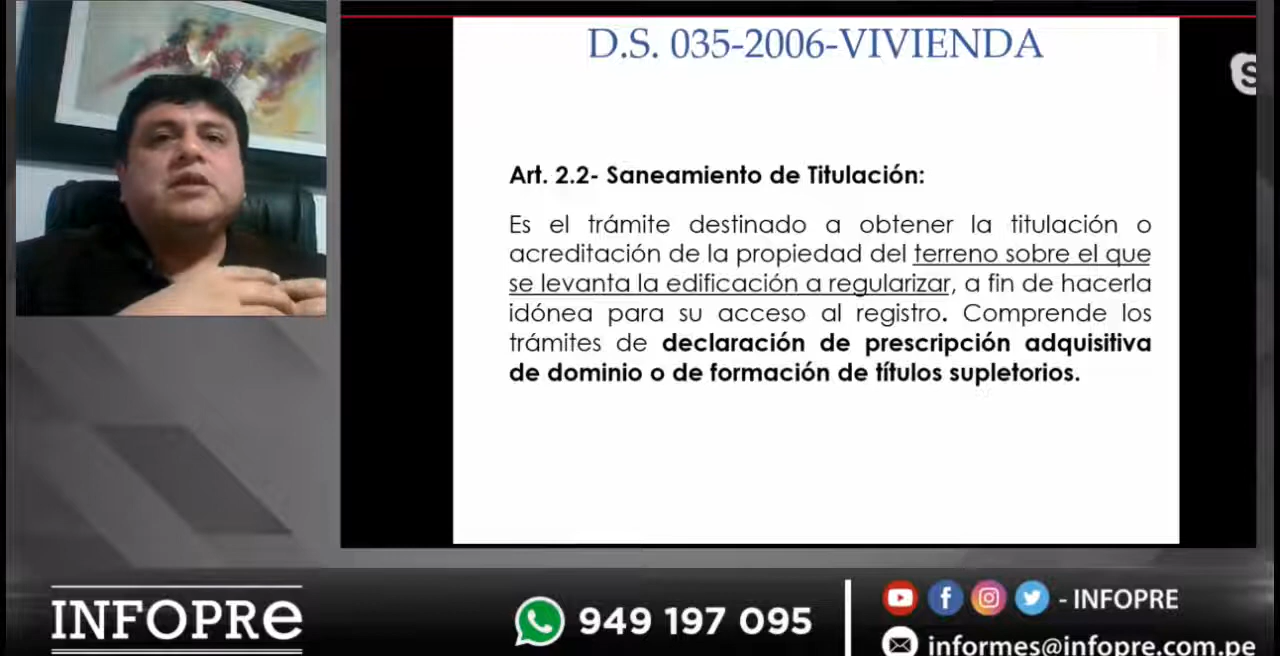 D.S. 035-2006-VIVIENDA
S
Art. 2.2- Saneamiento de Titulación:
Es el trámite destinado a obtener la titulación o
acreditación de la propiedad del terreno sobre el que
se levanta la edificación a regularizar, a fin de hacerla
idónea para su acceso al registro. Comprende los
trámites de declaración de prescripción adquisitiva
de dominio o de formación de títulos supletorios.
INFOPRe
949 197 095
- INFOPRE
informes@infopre.com.pe